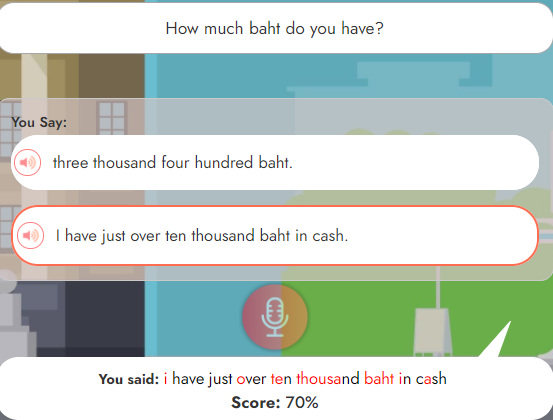 How much baht do you have?
You Say:
three thousand four hundred baht.
I have just over ten thousand baht in cash.
You said: i have just over ten thousand baht in cash
Score: 70%